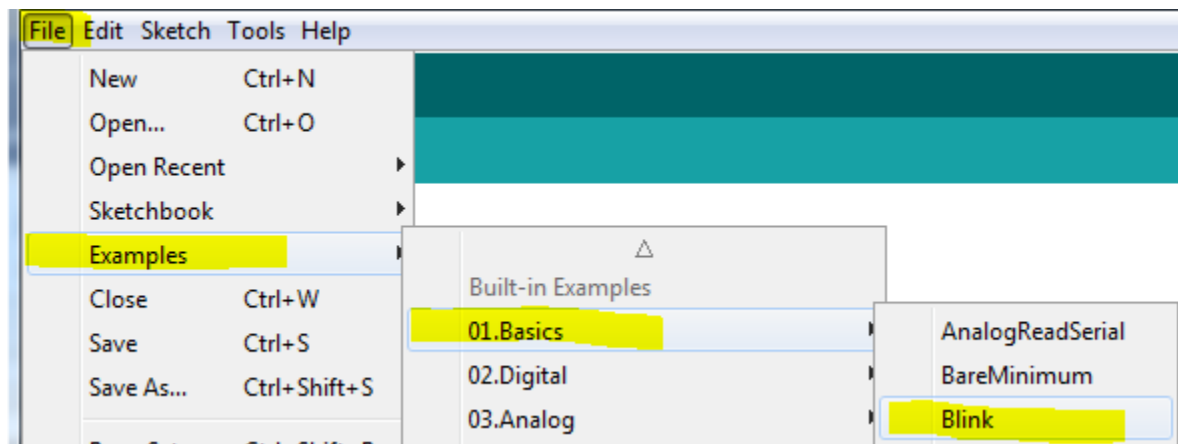 File Edit Sketch Tools Help
New Ctrl+N
Open... Ctrl+O
Open Recent
Sketchbook
Examples
Close Ctrl+W
Save Ctrl+S
Save As... Ctrl+Shift+S
Built-in Examples
01.Basics
02.Digital
03.Analog
AnalogReadSerial
BareMinimum
Blink